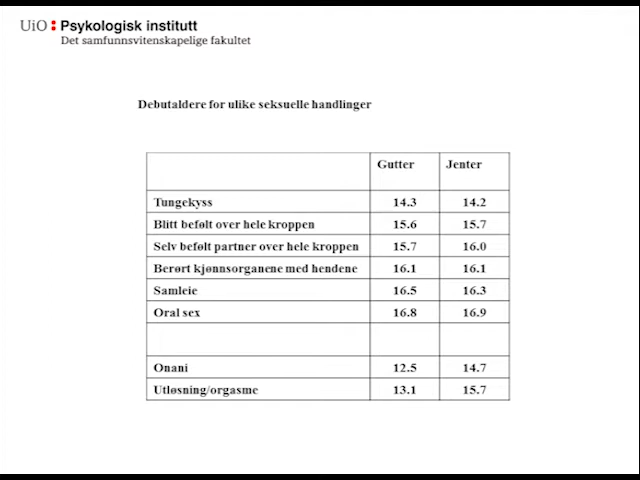 UiO Psykologisk institutt
Det samfunnsvitenskapelige fakultet
Debutaldere for ulike seksuelle handlinger
Gutter Jenter
Tungekyss 14.3 14.2
Blitt befølt over hele kroppen 15.6 15.7
Selv befølt partner over hele kroppen 15.7 16.0
Berørt kjønnsorganene med hendene 16.1 16.1
Samleie 16.5 16.3
Oral sex 16.8 16.9
Onani 12.5 14.7
Utløsning/orgasme 13.1 15.7